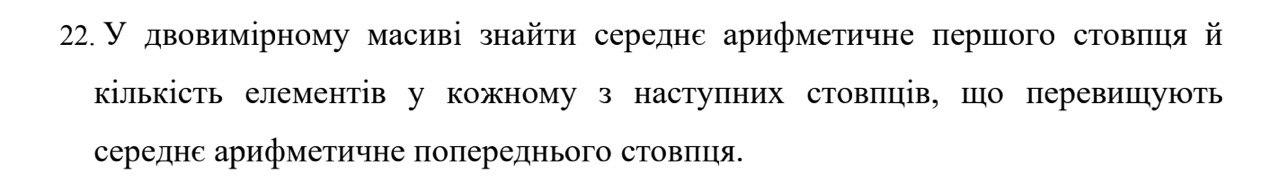 22. У двовимірному масиві знайти середнє арифметичне першого стовпця й
кількість елементів у кожному з наступних стовпців, що перевищують
середнє арифметичне попереднього стовпця.